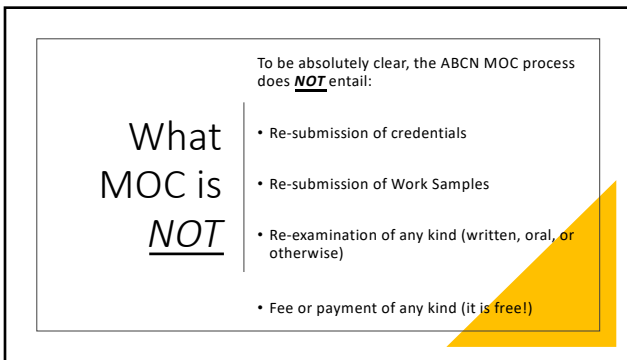 What
MOC is
NOT
To be absolutely clear, the ABCN MOC process
does NOT entail:
• Re-submission of credentials
• Re-submission of Work Samples
• Re-examination of any kind (written, oral, or
otherwise)
• Fee or payment of any kind (it is free!)